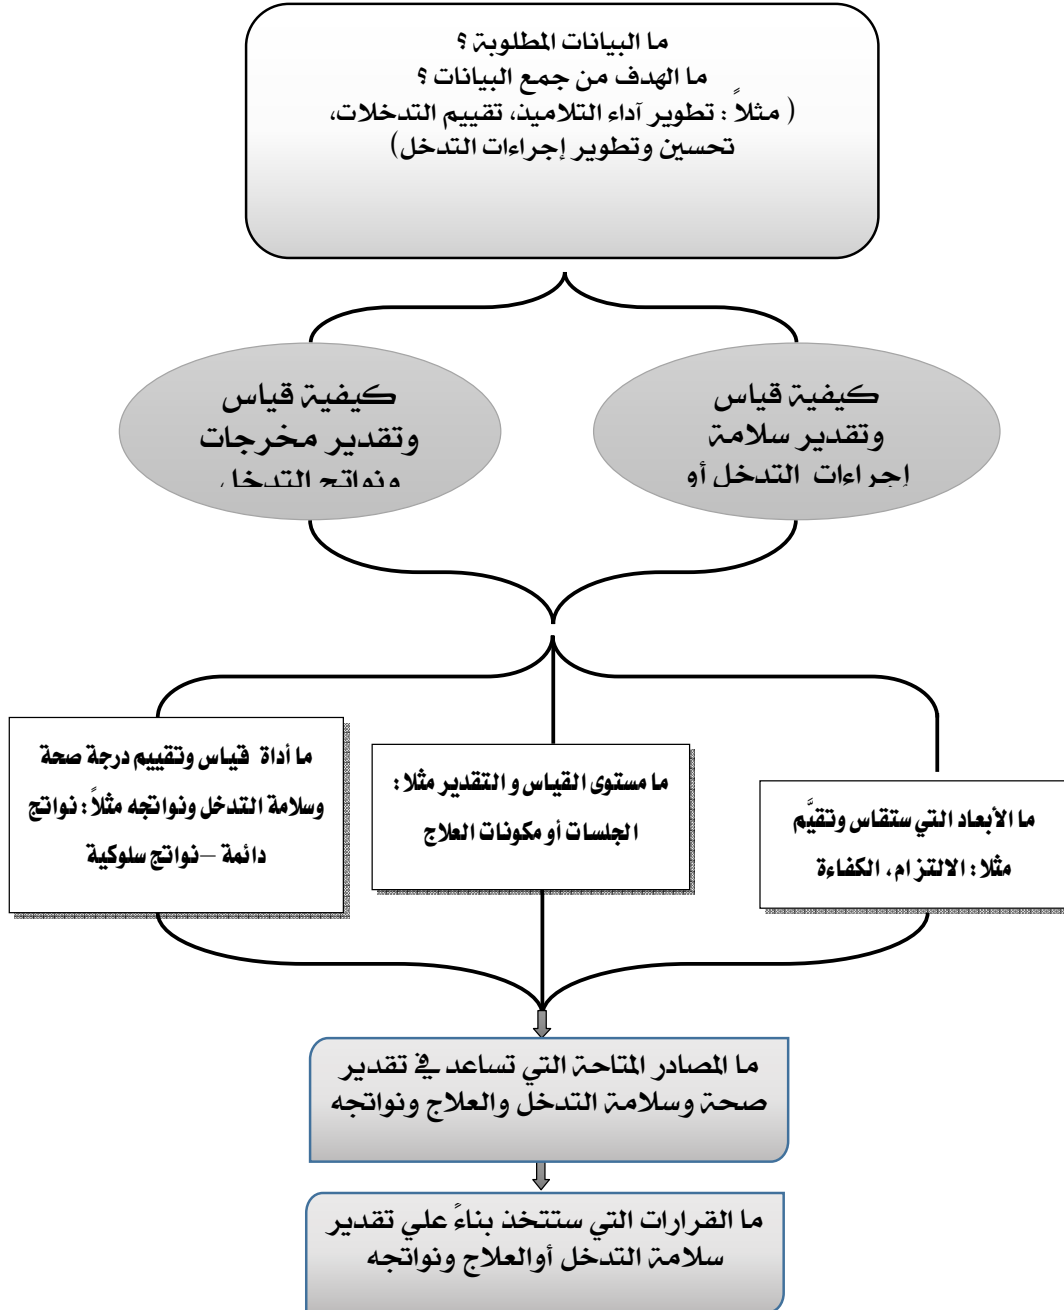 ما البيانات المطلوبة ؟
ما الهدف من جمع البيانات ؟
( مثلاً : تطوير آداء التلاميذ، تقييم التدخلات،
تحسين وتطوير إجراءات التدخل)
كيفية قياس
وتقدير سلامة
إجراءات التدخل أو
كيفية قياس
وتقدير مخرجات
ونواتج التدخل
ما الأبعاد التي ستقاس وتقيَّم
مثلا : الالتزام، الكفاءة
ما مستوى القياس و التقدير مثلا :
الجلسات أو مكونات العلاج
ما أداة قياس وتقييم درجة صحة
وسلامة التدخل ونواتجه مثلاً : نواتج
دائمة –نواتج سلوكية
ما المصادر المتاحة التي تساعد في تقدير
صحة وسلامة التدخل والعلاج ونواتجه
ما القرارات التي ستتخذ بناءً علي تقدير
سلامة التدخل أوالعلاج ونواتجه